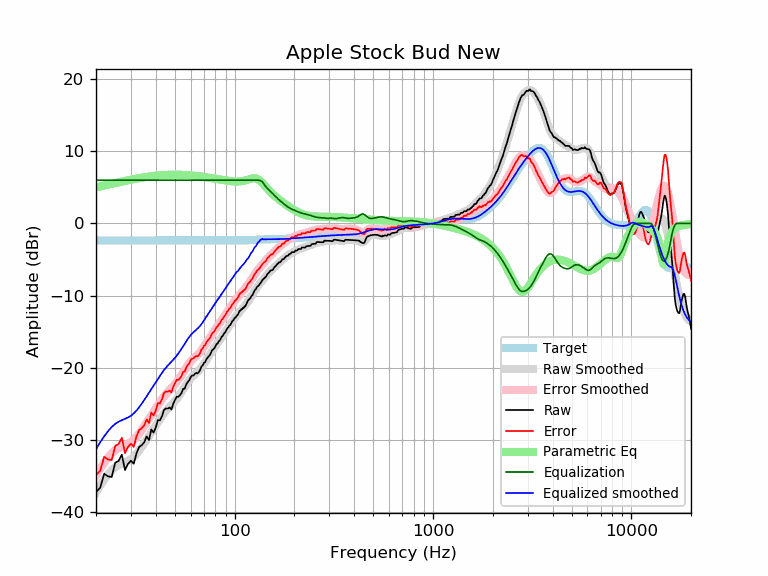 Apple Stock Bud New
Amplitude (dBr)
20
10
0
−10
−20
−30
−40
100
1000
10000
Frequency (Hz)
Target
Raw Smoothed
Error Smoothed
Raw
Error
Parametric Eq
Equalization
Equalized smoothed